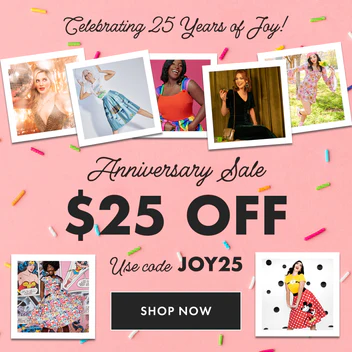 Celebrating 25 Years of Joy!
Anniversary Sale
$25 OFF
Use code JOY25
SHOP NOW